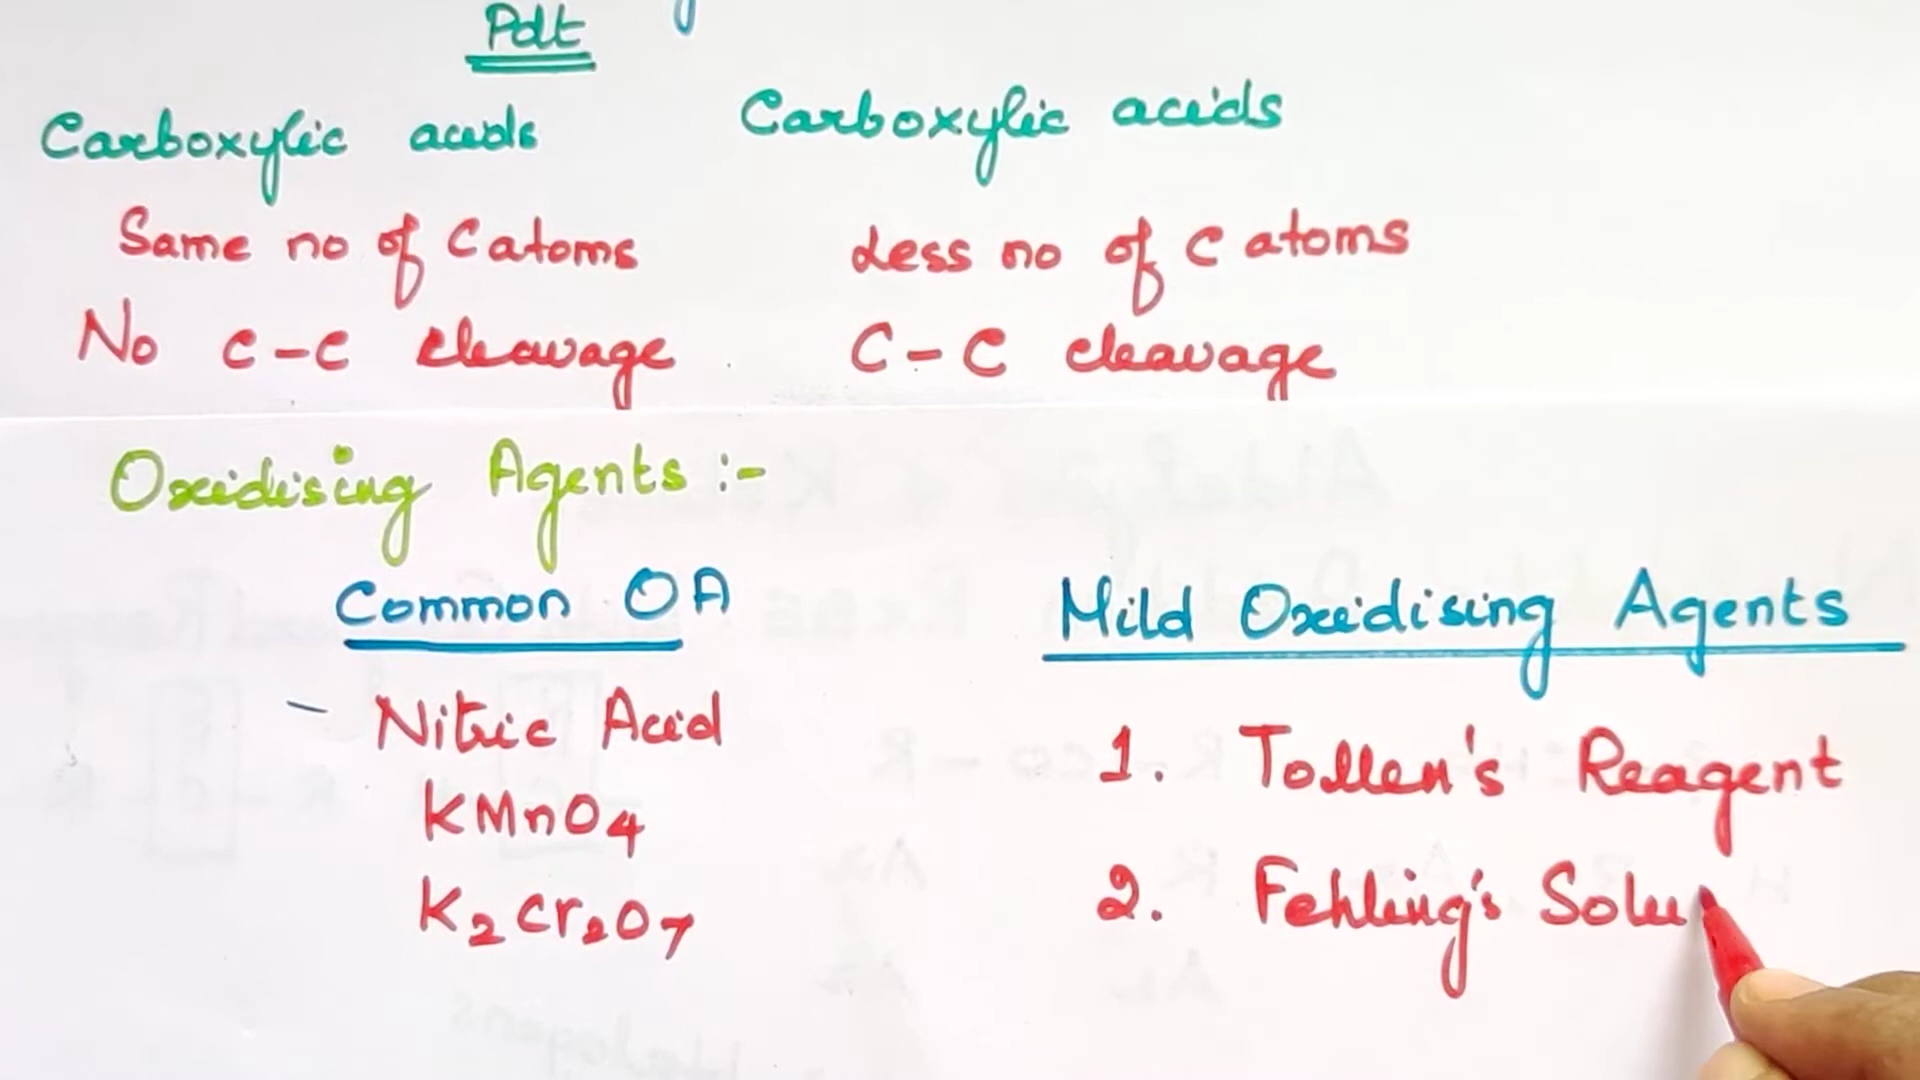 Pdt
Carboxylic acids Carboxylic acids
Same no of C atoms Less no of C atoms
No C-C cleavage C-C cleavage
Oxidising Agents :-
Common OA Mild Oxidising Agents
- Nitric Acid 1. Tollen's Reagent
KMnO4
K2Cr2O7 2. Fehling's Solu